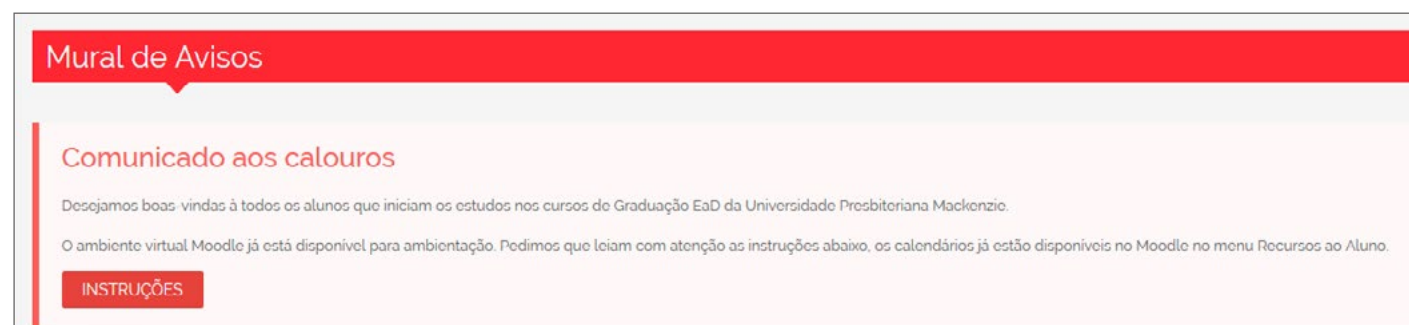 Mural de Avisos
Comunicado aos calouros
Desejamos boas-vindas à todos os alunos que iniciam os estudos nos cursos de Graduação EaD da Universidade Presbiteriana Mackenzie.
O ambiente virtual Moodle já está disponível para ambientação. Pedimos que leiam com atenção as instruções abaixo, os calendários já estão disponíveis no Moodle no menu Recursos ao Aluno.
INSTRUÇÕES